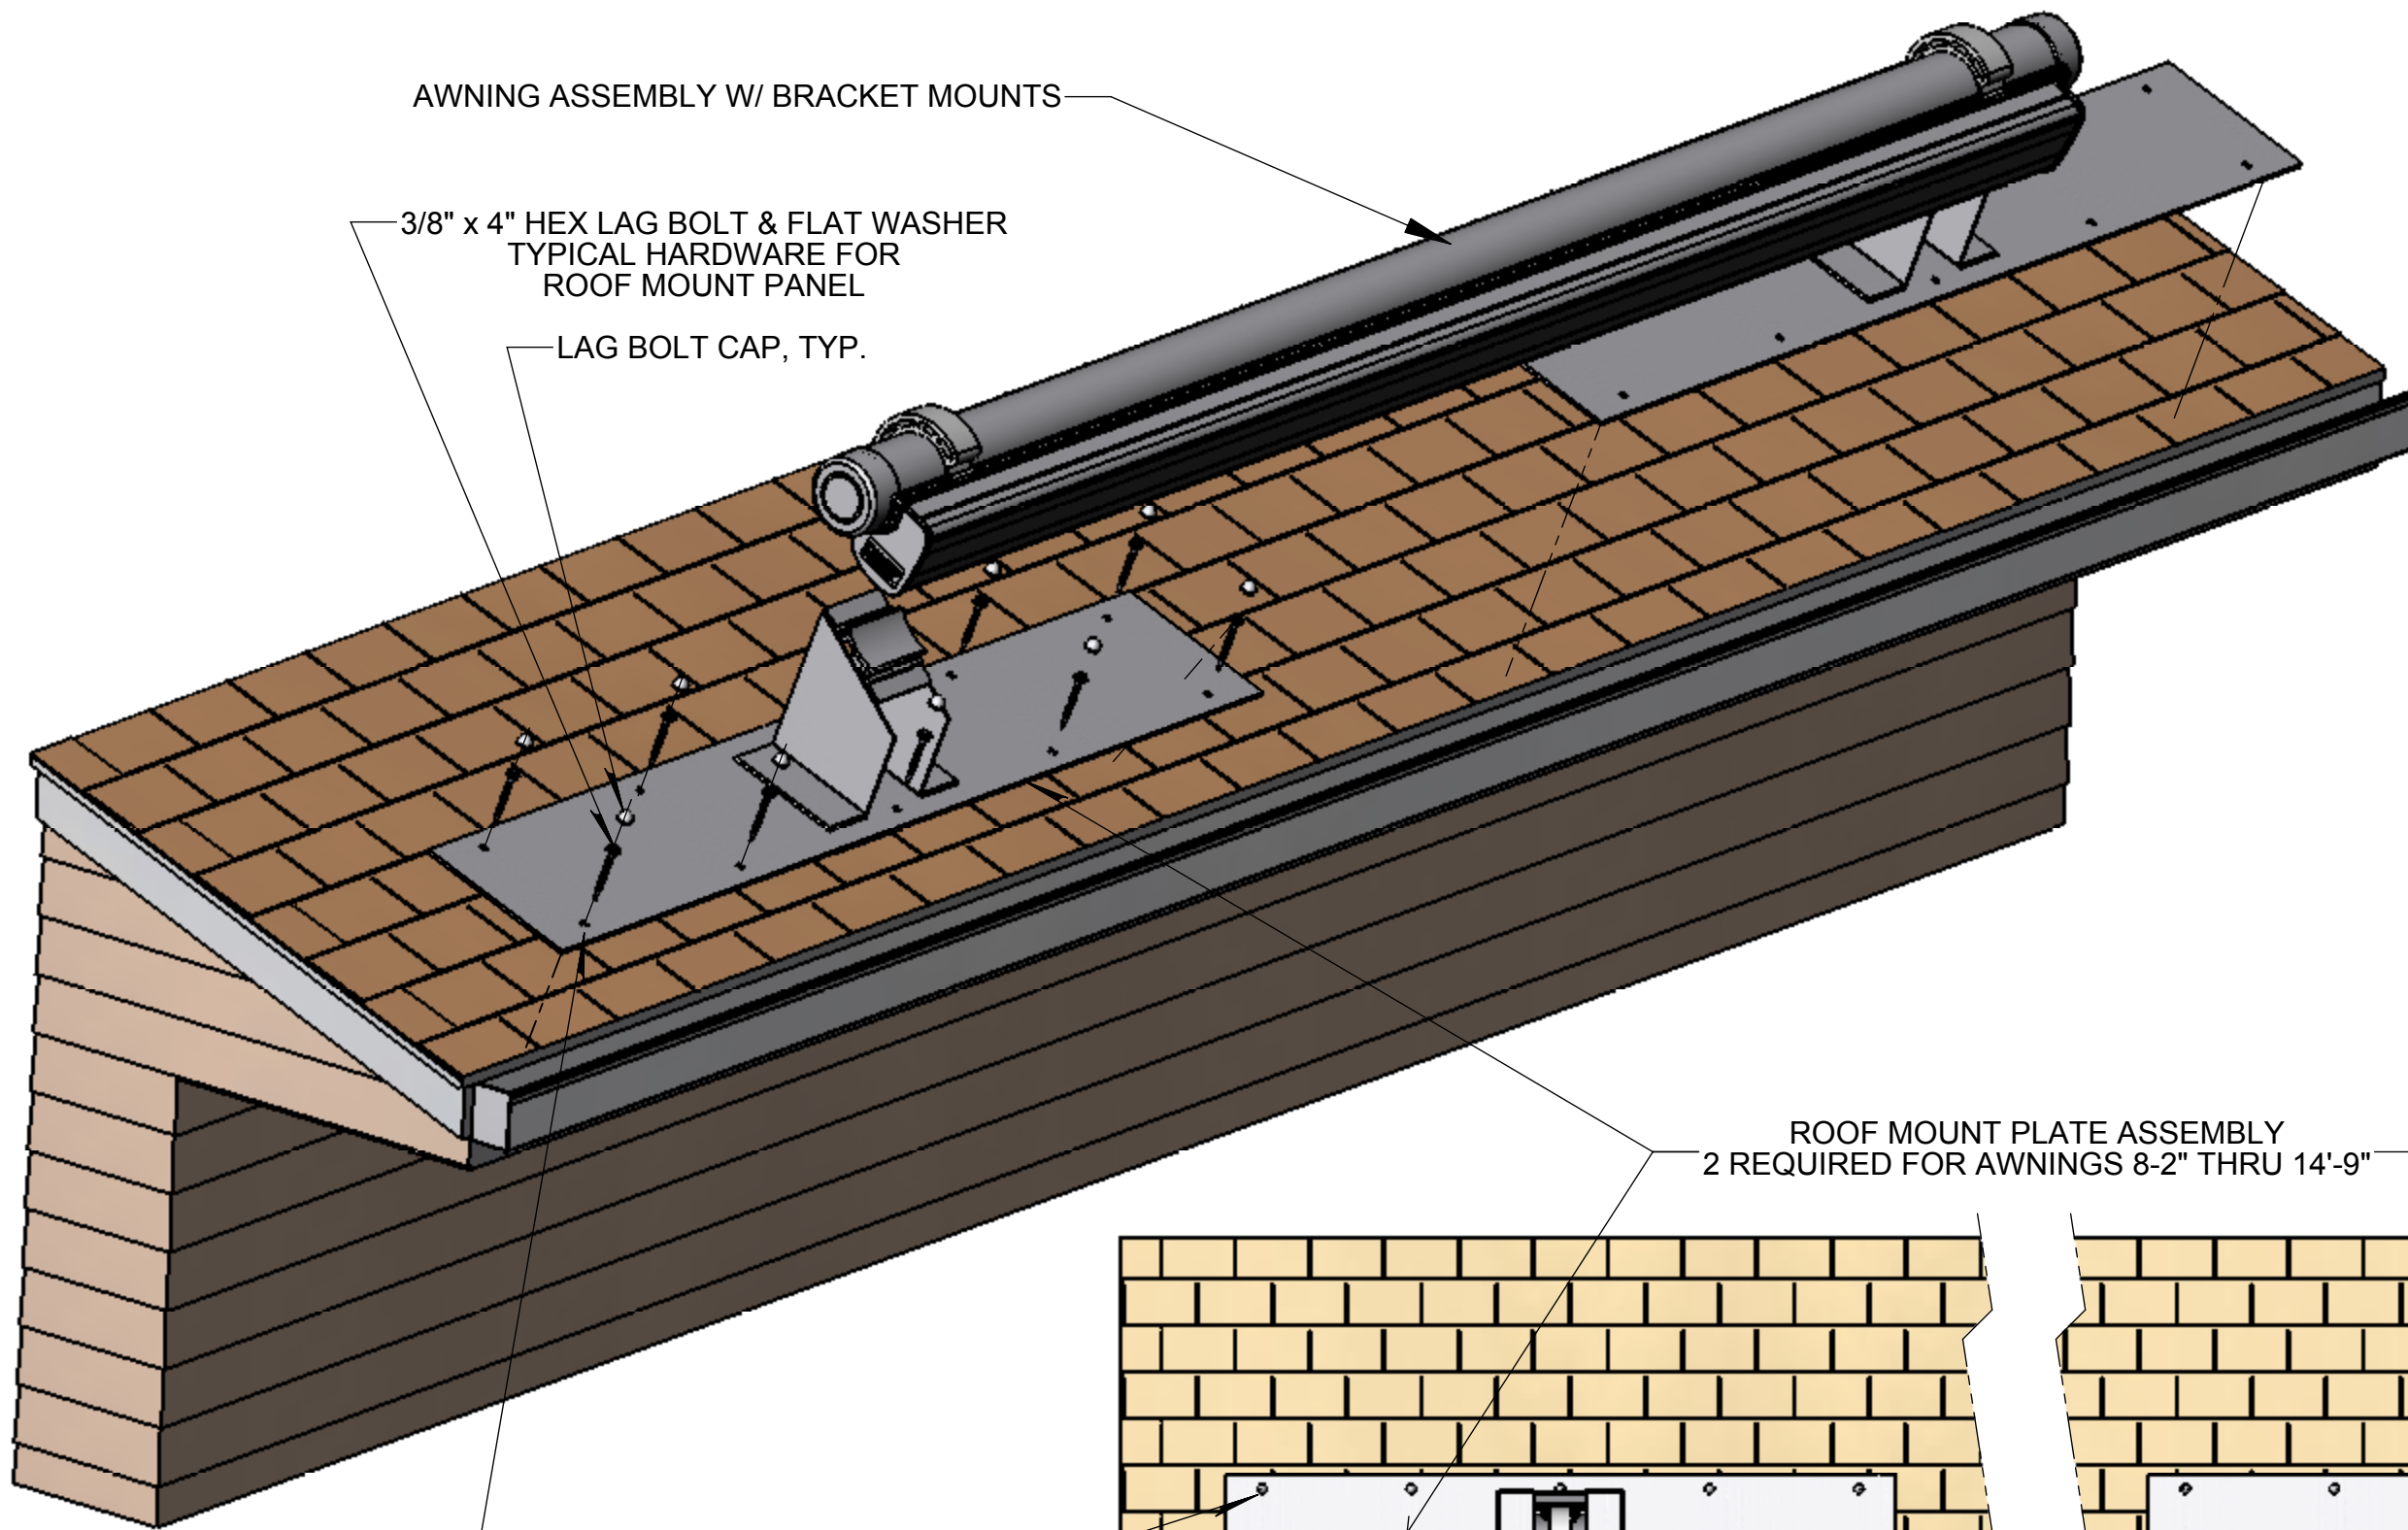 AWNING ASSEMBLY W/ BRACKET MOUNTS
3/8" x 4" HEX LAG BOLT & FLAT WASHER
TYPICAL HARDWARE FOR
ROOF MOUNT PANEL
LAG BOLT CAP, TYP.
ROOF MOUNT PLATE ASSEMBLY
2 REQUIRED FOR AWNINGS 8-2" THRU 14'-9"